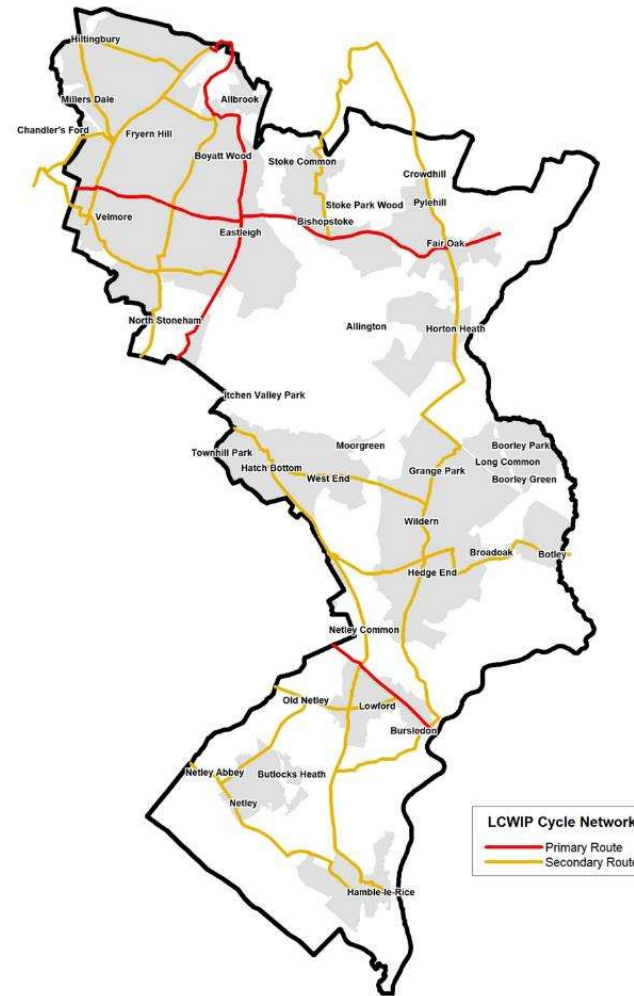 Hiltingbury
Millers Dale
Allbrook
Chandler's Ford
Fryern Hill
Boyatt Wood
Stoke Common
Crowdhill
Stoke Park Wood
Pylehill
Velmore
Bishopstoke
Eastleigh
Fair Oak
North Stoneham
Allington
Horton Heath
Itchen Valley Park
Townhill Park
Moorgreen
Boorley Park
Hatch Bottom
Long Common
West End
Grange Park
Boorley Green
Wildern
Broadoak
Botley
Hedge End
Netley Common
Old Netley
Lowford
Bursledon
Netley Abbey
Butlocks Heath
Netley
Hamble-le-Rice
LCWIP Cycle Network
Primary Route
Secondary Route